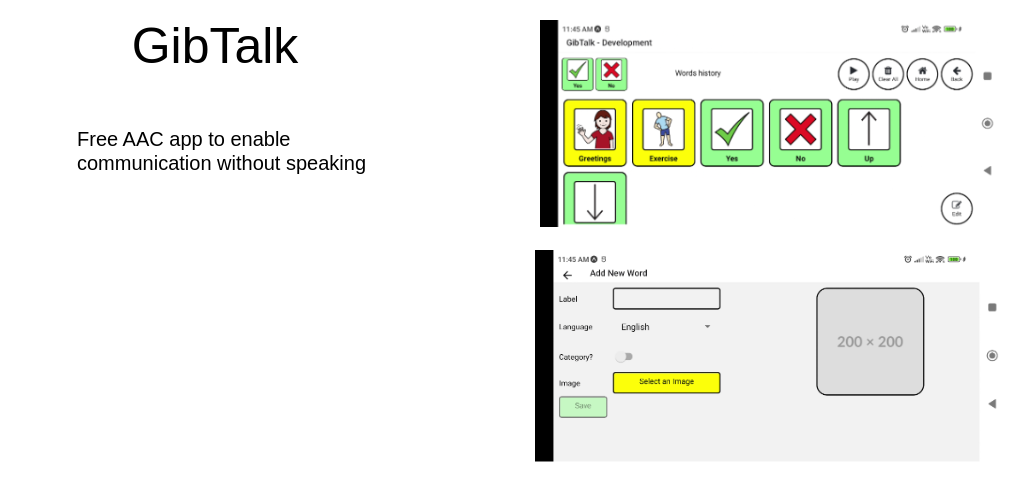 GibTalk
Free AAC app to enable
communication without speaking
11:45 AM
GibTalk - Development
Yes
No
Words history
Play
Clear All
Home
Back
Greetings
Exercise
Yes
No
Up
Edit
11:45 AM
Add New Word
Label
Language
English
Category?
Image
Select an Image
Save
200 × 200